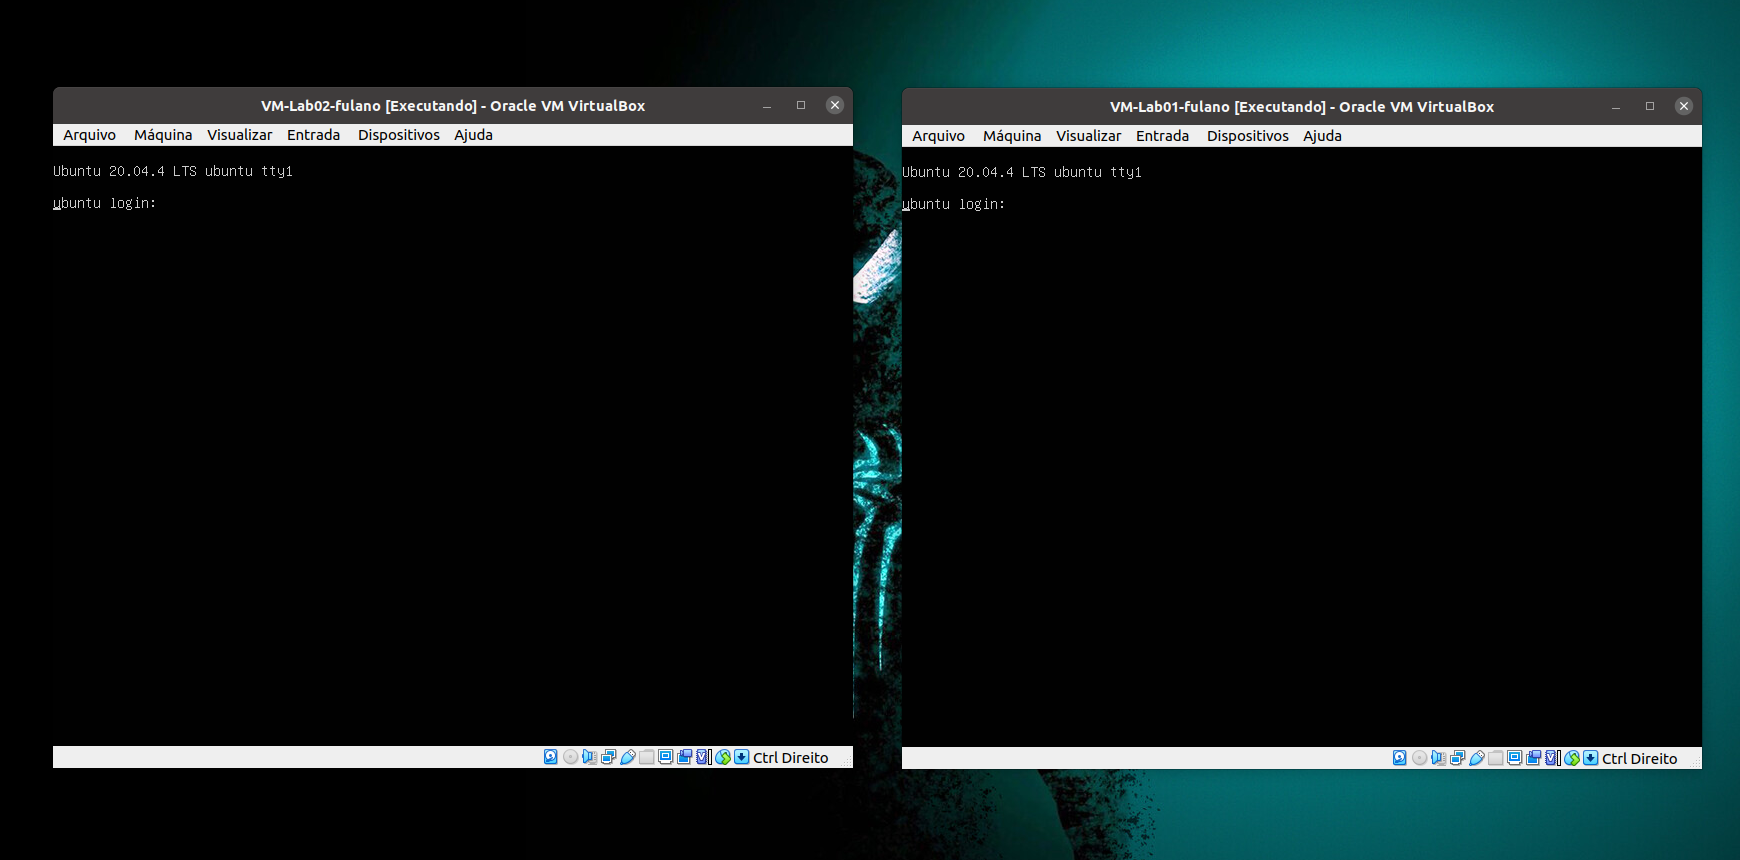 VM-Lab02-fulano [Executando] - Oracle VM VirtualBox
Arquivo Máquina Visualizar Entrada Dispositivos Ajuda
Ubuntu 20.04.4 LTS ubuntu tty1
ubuntu login:
Ctrl Direito
VM-Lab01-fulano [Executando] - Oracle VM VirtualBox
Arquivo Máquina Visualizar Entrada Dispositivos Ajuda
Ubuntu 20.04.4 LTS ubuntu tty1
ubuntu login:
Ctrl Direito